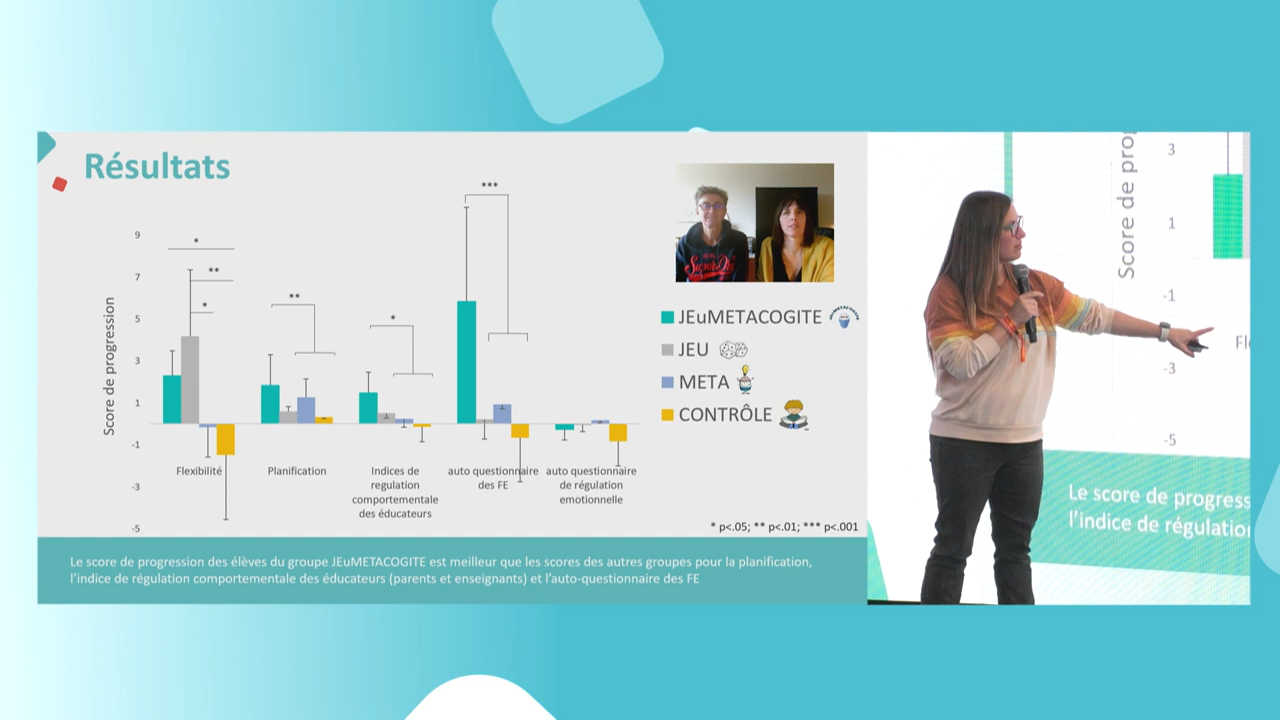 Résultats
Score de progression
9
7
5
3
1
-1
-3
-5
*
**
*
**
*
***
Flexibilité
Planification
Indices de
regulation
comportementale
des éducateurs
auto questionnaire
des FE
auto questionnaire
de régulation
emotionnelle
JEuMETACOGITE
JEU
META
CONTRÔLE
* p<.05; ** p<.01; *** p<.001
Le score de progression des élèves du groupe JEuMETACOGITE est meilleur que les scores des autres groupes pour la planification,
l’indice de régulation comportementale des éducateurs (parents et enseignants) et l’auto-questionnaire des FE
Score de pro
3
1
-1
-3
-5
Fl
Le score de progress
l’indice de régulation